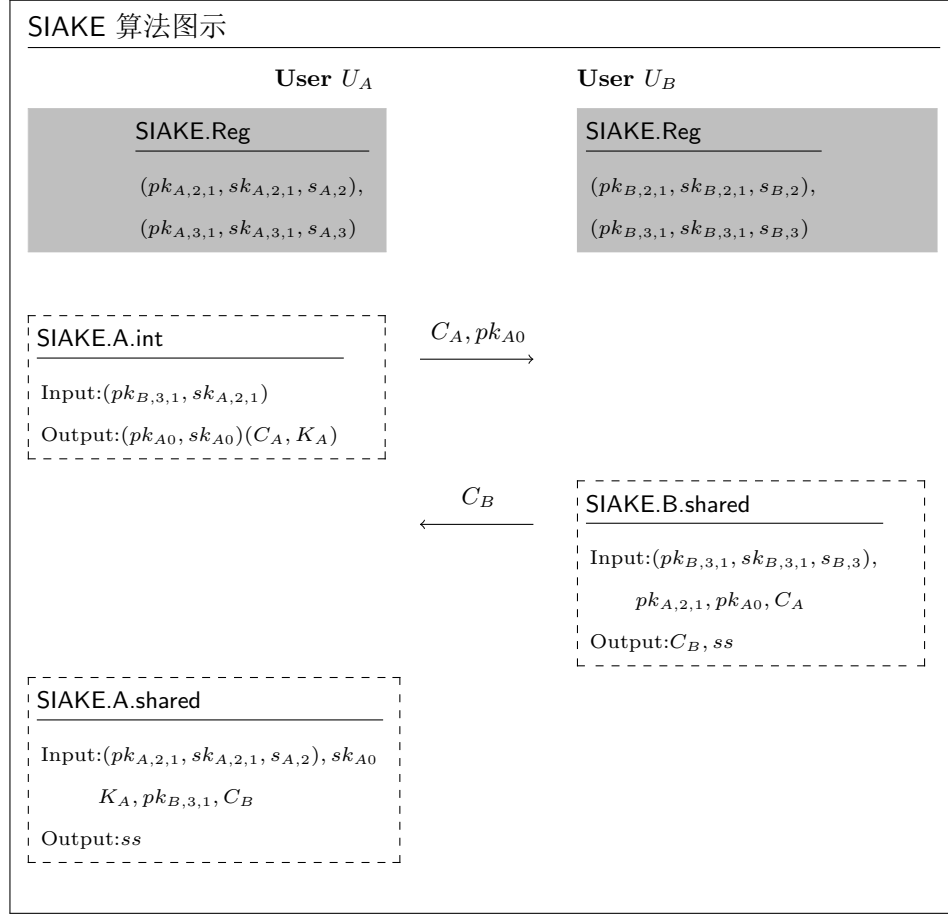 SIAKE 算法图示
User $U_A$ User $U_B$
SIAKE.Reg SIAKE.Reg
$(pk_{A,2,1}, sk_{A,2,1}, s_{A,2}),$ $(pk_{B,2,1}, sk_{B,2,1}, s_{B,2}),$
$(pk_{A,3,1}, sk_{A,3,1}, s_{A,3})$ $(pk_{B,3,1}, sk_{B,3,1}, s_{B,3})$
SIAKE.A.int
Input:$(pk_{B,3,1}, sk_{A,2,1})$
Output:$(pk_{A0}, sk_{A0})(C_A, K_A)$
$C_A, pk_{A0}$
$C_B$
SIAKE.B.shared
Input:$(pk_{B,3,1}, sk_{B,3,1}, s_{B,3}),$
$pk_{A,2,1}, pk_{A0}, C_A$
Output:$C_B, ss$
SIAKE.A.shared
Input:$(pk_{A,2,1}, sk_{A,2,1}, s_{A,2}), sk_{A0}$
$K_A, pk_{B,3,1}, C_B$
Output:$ss$